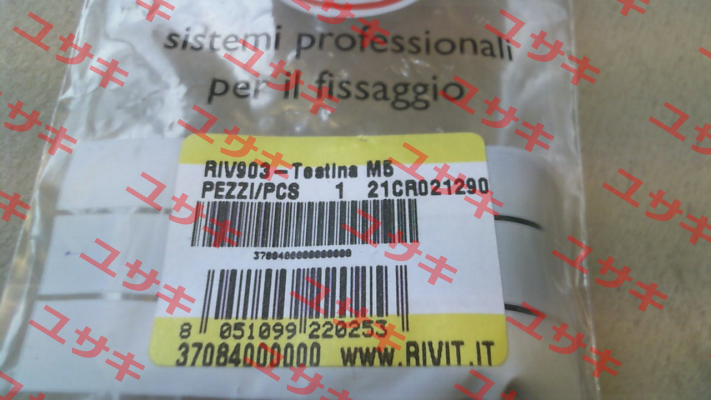 sistemi professionali
per il fissaggio
RIV903-Testina M5
PEZZI/PCS 1 21CR021290
3708400000000000
8 051099 220253
37084000000 WWW.RIVIT.IT
ユサキ